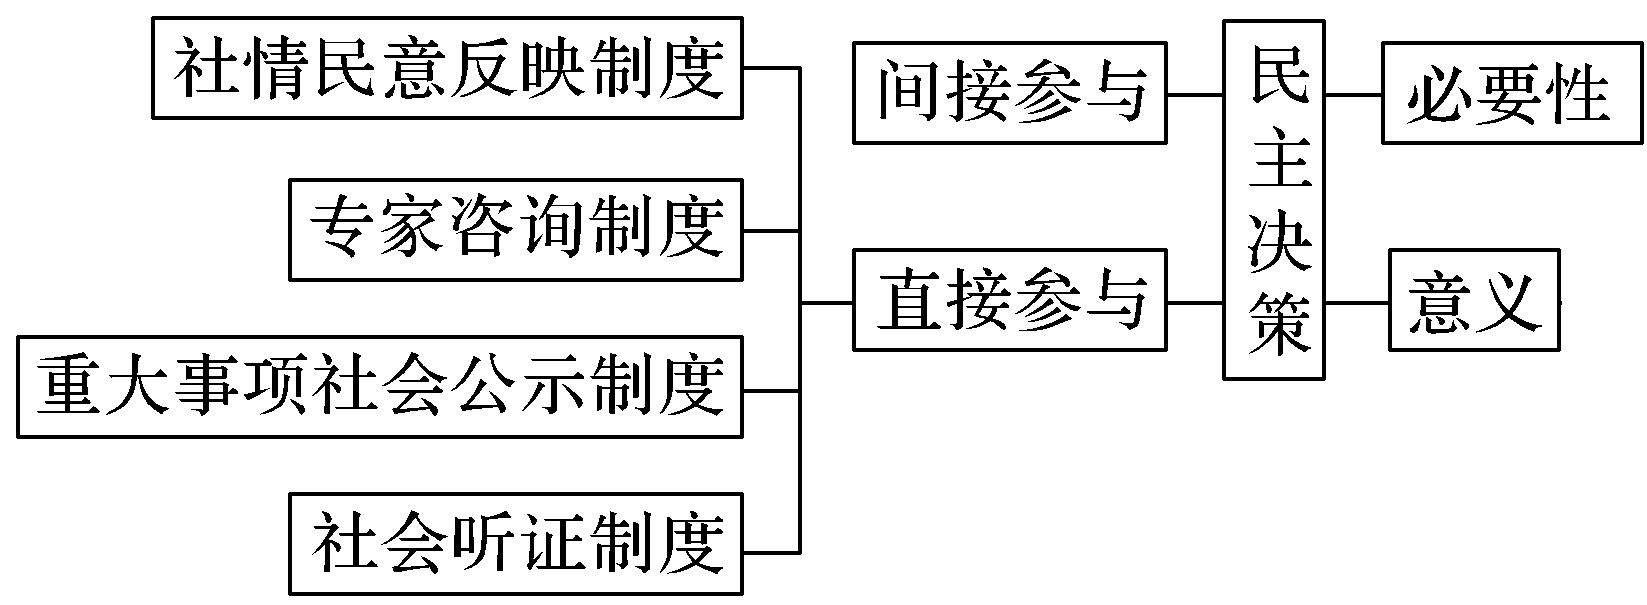 社情民意反映制度
专家咨询制度
重大事项社会公示制度
社会听证制度
间接参与
直接参与
民主决策
必要性
意义